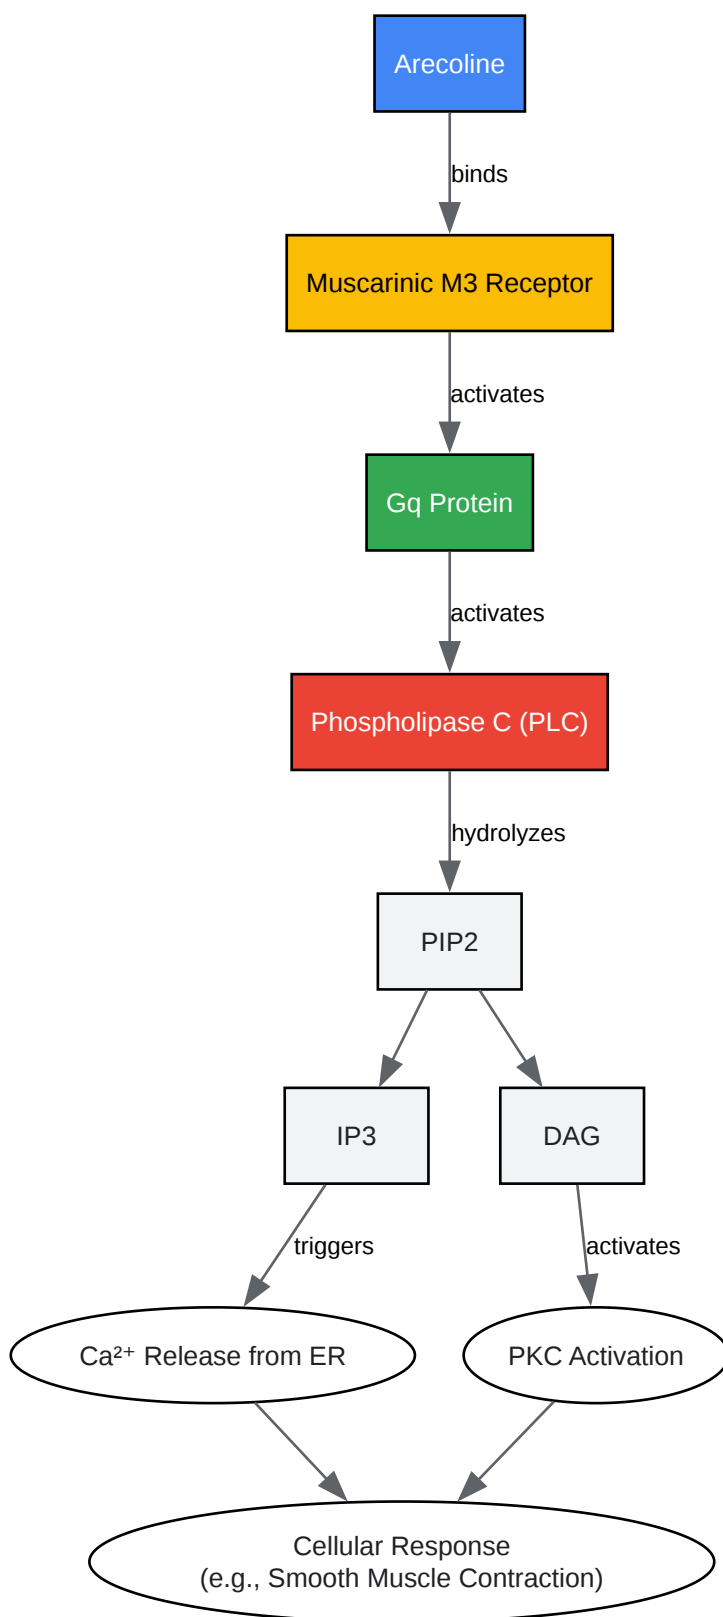 Arecoline
binds
Muscarinic M3 Receptor
activates
Gq Protein
activates
Phospholipase C (PLC)
hydrolyzes
PIP2
IP3
DAG
triggers
activates
Ca²⁺ Release from ER
PKC Activation
Cellular Response
(e.g., Smooth Muscle Contraction)